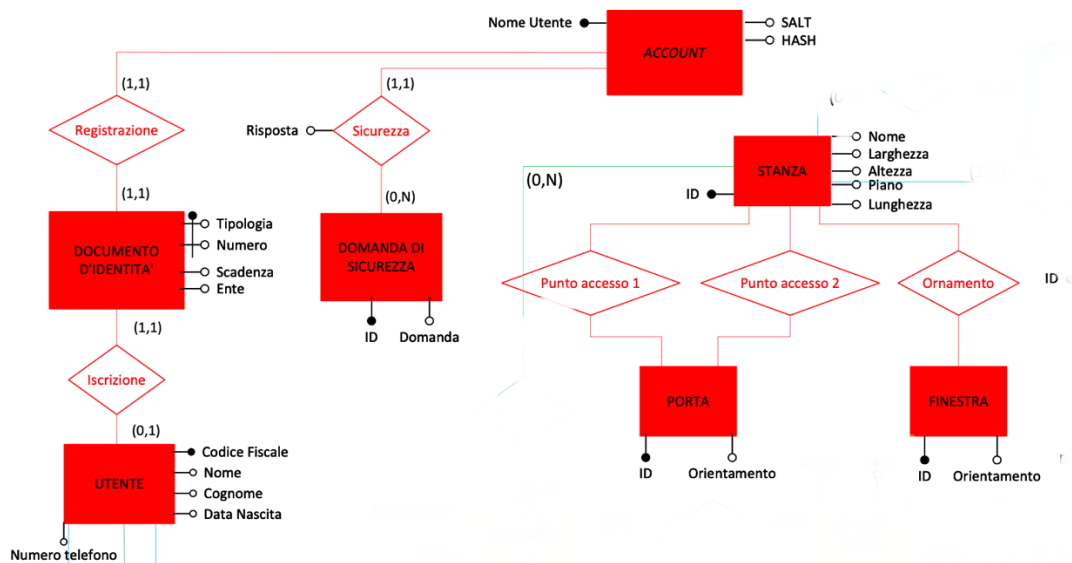 Nome Utente
SALT
HASH
ACCOUNT
(1,1)
(1,1)
Registrazione
Risposta
Sicurezza
Nome
Larghezza
Altezza
Piano
Lunghezza
STANZA
ID
(0,N)
(1,1)
(0,N)
Tipologia
Numero
Scadenza
Ente
DOCUMENTO
D'IDENTITA'
DOMANDA DI
SICUREZZA
Punto accesso 1
Punto accesso 2
Ornamento
ID
ID
Domanda
(1,1)
Iscrizione
PORTA
FINESTRA
(0,1)
Codice Fiscale
Nome
Cognome
Data Nascita
UTENTE
ID
Orientamento
ID
Orientamento
Numero telefono